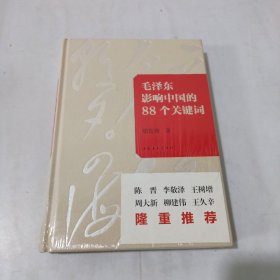 毛泽东
影响中国的
88个关键词
著
陈 晋 李敬泽 王树增
周大新 柳建伟 王久辛
隆重推荐